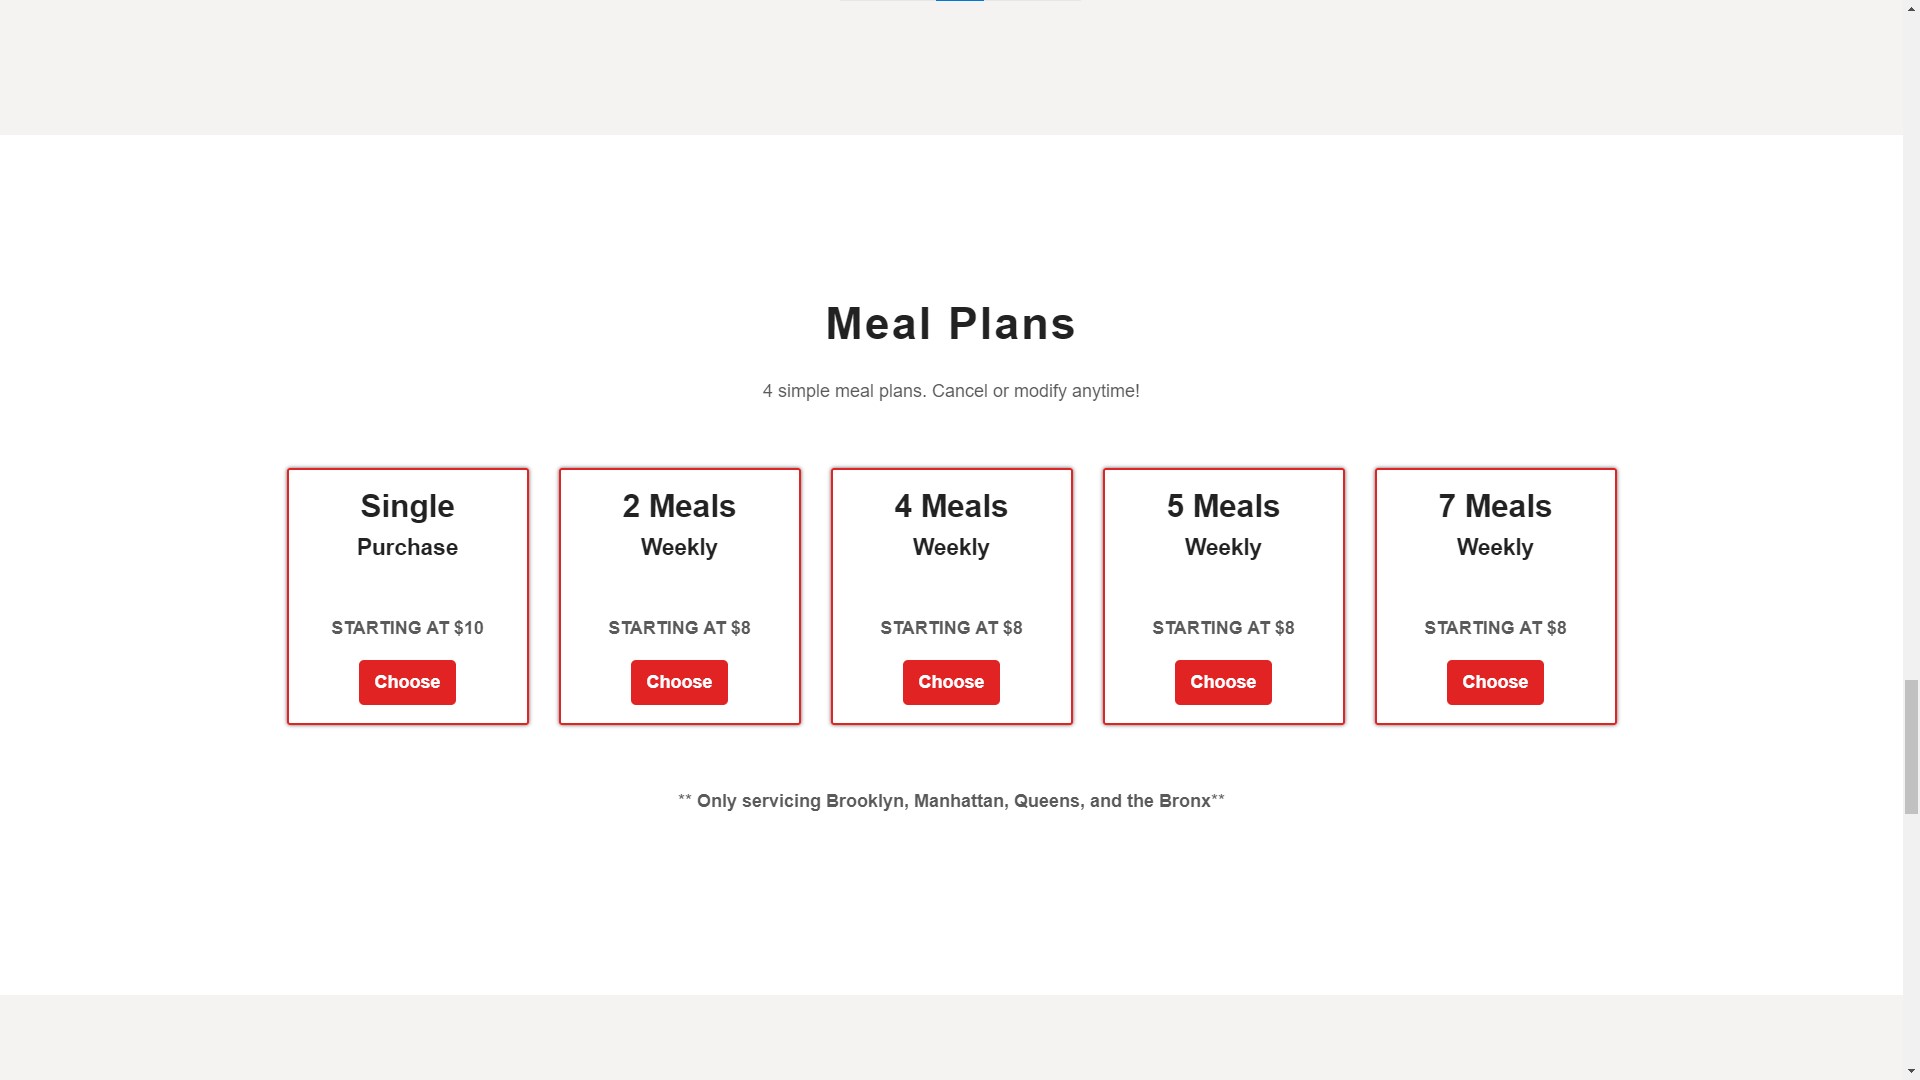 Meal Plans
4 simple meal plans. Cancel or modify anytime!
Single
Purchase
STARTING AT $10
Choose
2 Meals
Weekly
STARTING AT $8
Choose
4 Meals
Weekly
STARTING AT $8
Choose
5 Meals
Weekly
STARTING AT $8
Choose
7 Meals
Weekly
STARTING AT $8
Choose
** Only servicing Brooklyn, Manhattan, Queens, and the Bronx**